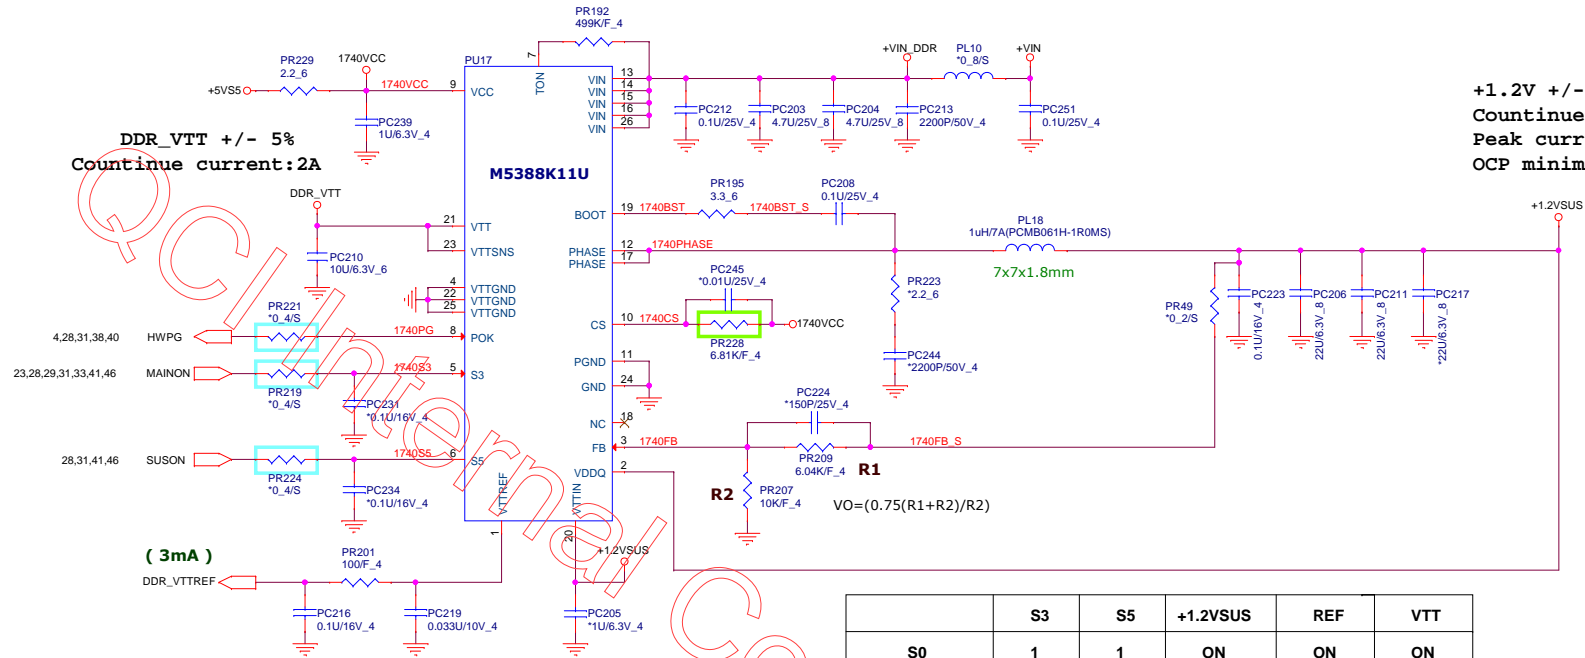 PR192
499K/F_4
PR229
2.2_6
1740VCC
+5VS5
1740VCC
9
VCC
PU17
7
TON
VIN
13
VIN
14
VIN
15
VIN
16
VIN
26
+VIN_DDR
PL10
*0_8/S
+VIN
PC212
0.1U/25V_4
PC203
4.7U/25V_8
PC204
4.7U/25V_8
PC213
2200P/50V_4
PC251
0.1U/25V_4
+1.2V +/-
Countinue
Peak curr
OCP minim
PC239
1U/6.3V_4
DDR_VTT +/- 5%
Countinue current:2A
M5388K11U
DDR_VTT
21
VTT
23
VTTSNS
PC210
10U/6.3V_6
4
VTTGND
22
VTTGND
25
VTTGND
BOOT
19
1740BST
PR195
3.3_6
1740BST_S
PC208
0.1U/25V_4
PHASE
12
1740PHASE
PHASE
17
PL18
1uH/7A(PCMB061H-1R0MS)
7x7x1.8mm
+1.2VSUS
PC245
*0.01U/25V_4
CS
10
1740CS
1740VCC
PR228
6.81K/F_4
PR223
*2.2_6
PC244
*2200P/50V_4
PR49
*0_2/S
PC223
0.1U/16V_4
PC206
22U/6.3V_8
PC211
22U/6.3V_8
PC217
*22U/6.3V_8
PR221
*0_4/S
4,28,31,38,40
HWPG
1740PG
8
POK
PGND
11
GND
24
23,28,29,31,33,41,46
MAINON
PR219
*0_4/S
1740S3
5
S3
PC231
*0.1U/16V_4
NC
18
PC224
*150P/25V_4
FB
3
1740FB
1740FB_S
PR209
6.04K/F_4
R1
28,31,41,46
SUSON
PR224
*0_4/S
1740S5
6
S5
PC234
*0.1U/16V_4
VDDQ
2
R2
PR207
10K/F_4
VO=(0.75(R1+R2)/R2)
VTTREF
1
VTTIN
20
+1.2VSUS
( 3mA )
DDR_VTTREF
PR201
100/F_4
PC216
0.1U/16V_4
PC219
0.033U/10V_4
PC205
*1U/6.3V_4
S3 S5 +1.2VSUS REF VTT
S0 1 1 ON ON ON